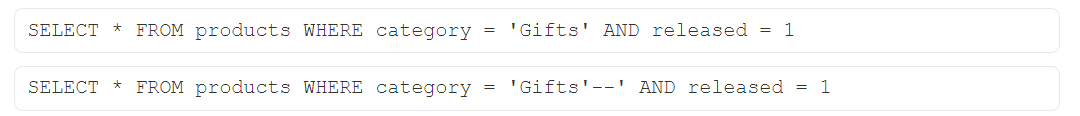 SELECT * FROM products WHERE category = 'Gifts' AND released = 1
SELECT * FROM products WHERE category = 'Gifts'--' AND released = 1